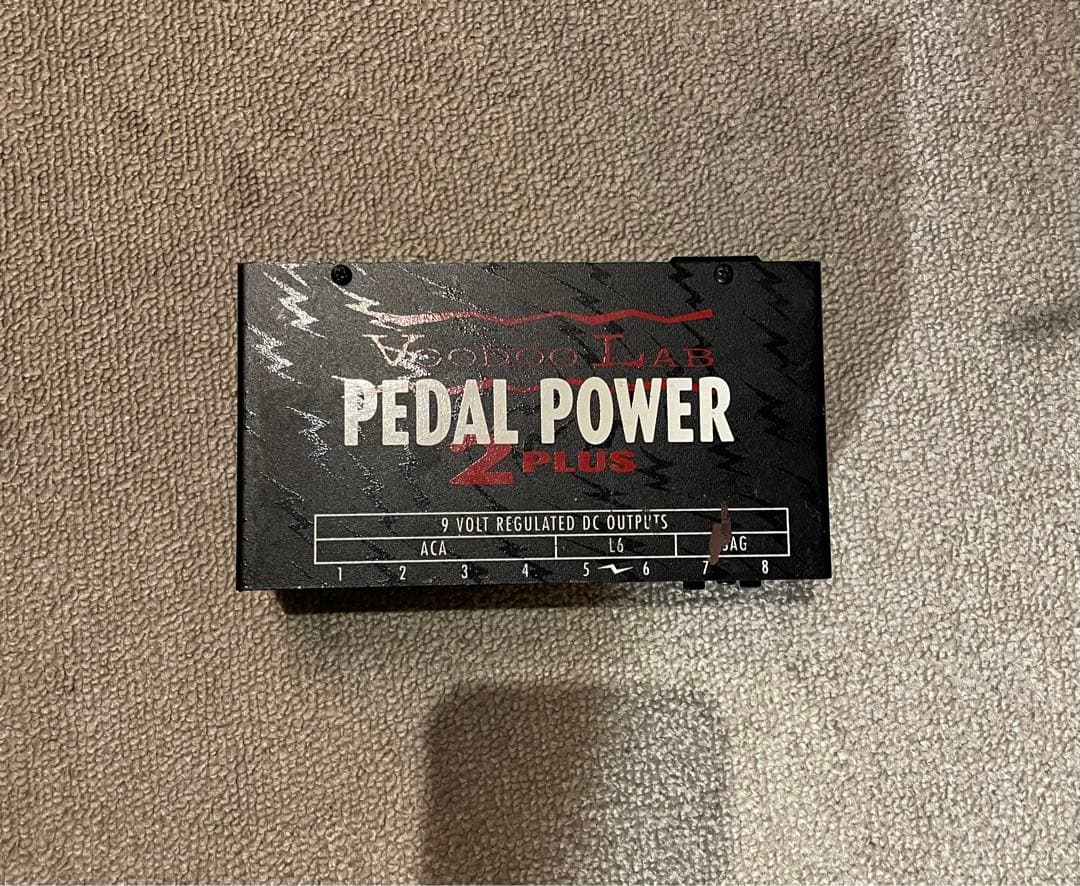 VOODOO LAB
PEDAL POWER
2 PLUS
9 VOLT REGULATED DC OUTPUTS
ACA L6
1 2 3 4 5 6 7 8